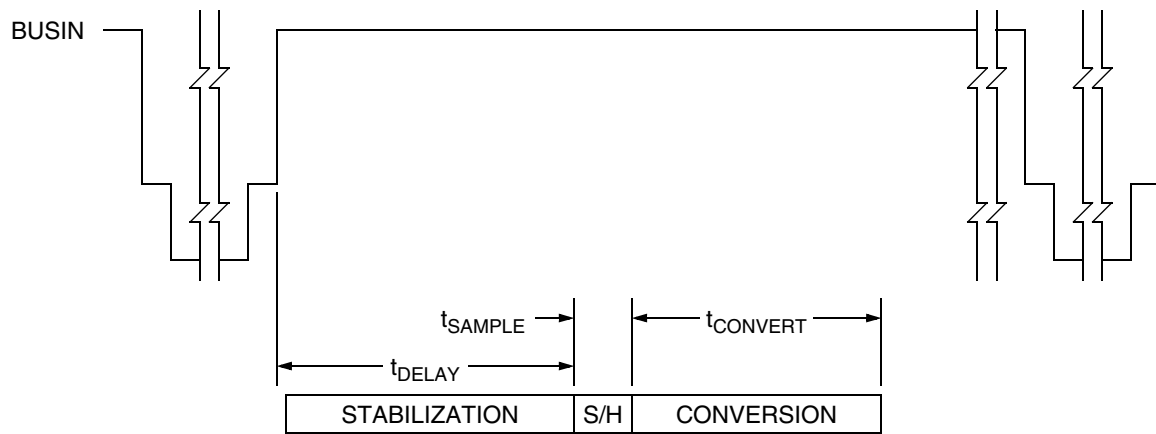 BUSIN
tSAMPLE
tCONVERT
tDELAY
STABILIZATION
S/H
CONVERSION